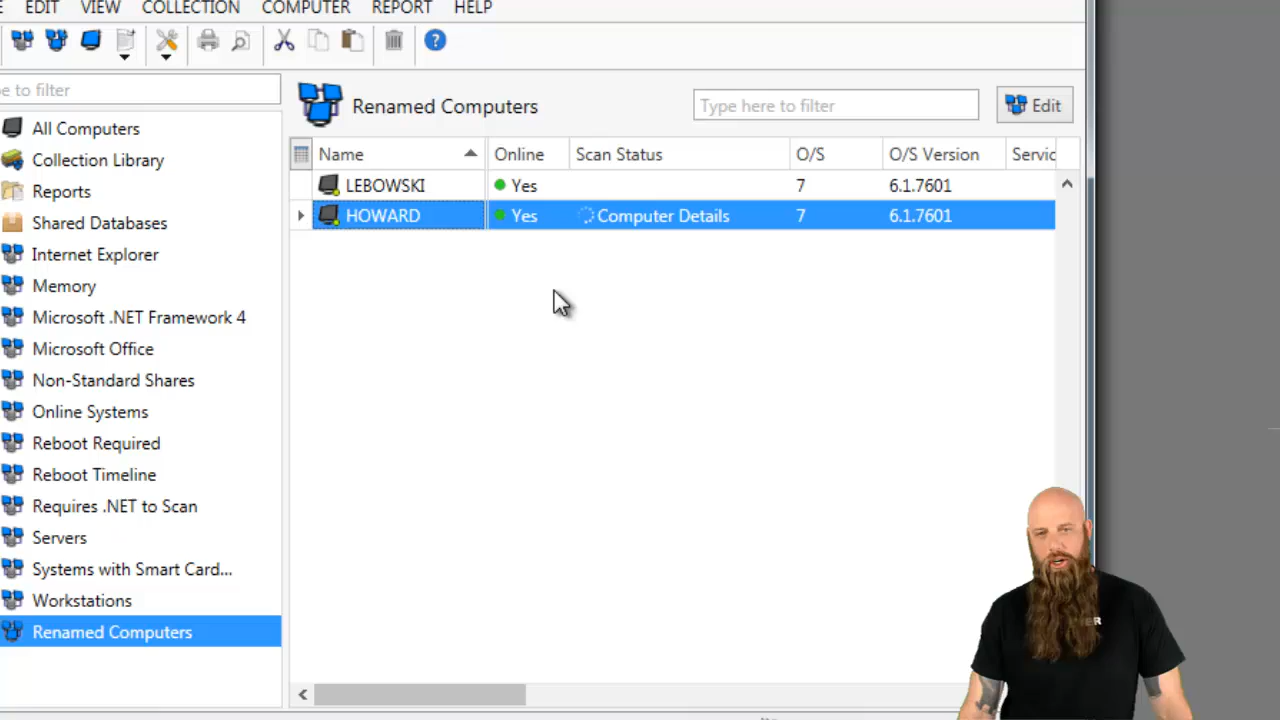 EDIT VIEW COLLECTION COMPUTER REPORT HELP
e to filter
Renamed Computers
Type here to filter
Edit
All Computers
Collection Library
Reports
Shared Databases
Internet Explorer
Memory
Microsoft .NET Framework 4
Microsoft Office
Non-Standard Shares
Online Systems
Reboot Required
Reboot Timeline
Requires .NET to Scan
Servers
Systems with Smart Card...
Workstations
Renamed Computers
Name Online Scan Status O/S O/S Version Servic
LEBOWSKI Yes 7 6.1.7601
HOWARD Yes Computer Details 7 6.1.7601